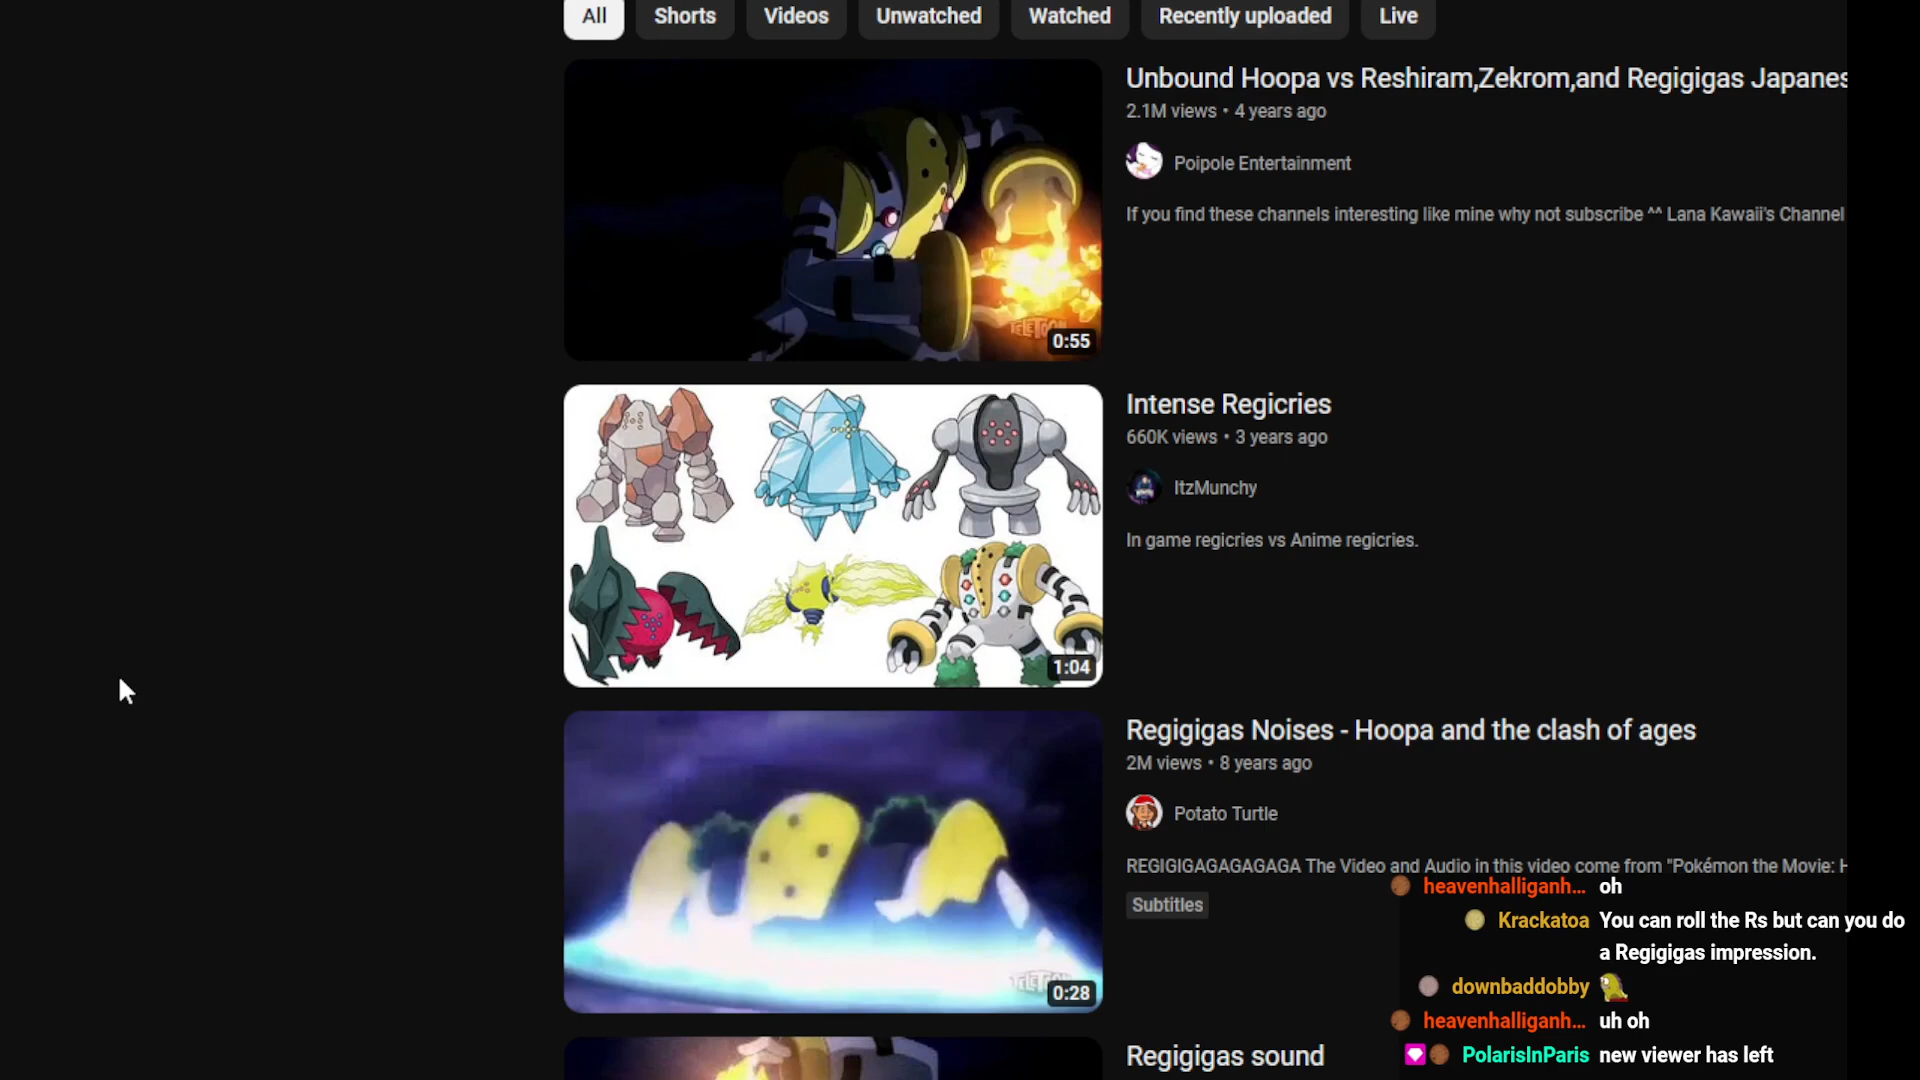 All Shorts Videos Unwatched Watched Recently uploaded Live
Unbound Hoopa vs Reshiram,Zekrom,and Regigigas Japanes
2.1M views • 4 years ago
Poipole Entertainment
If you find these channels interesting like mine why not subscribe ^^ Lana Kawaii's Channel
TELETOON
0:55
Intense Regicries
660K views • 3 years ago
ItzMunchy
In game regicries vs Anime regicries.
1:04
Regigigas Noises - Hoopa and the clash of ages
2M views • 8 years ago
Potato Turtle
REGIGIGAGAGAGAGA The Video and Audio in this video come from "Pokémon the Movie: H
Subtitles
0:28
Regigigas sound
heavenhalliganh... oh
Krackatoa You can roll the Rs but can you do
a Regigigas impression.
downbaddobby
heavenhalliganh... uh oh
PolarisInParis new viewer has left